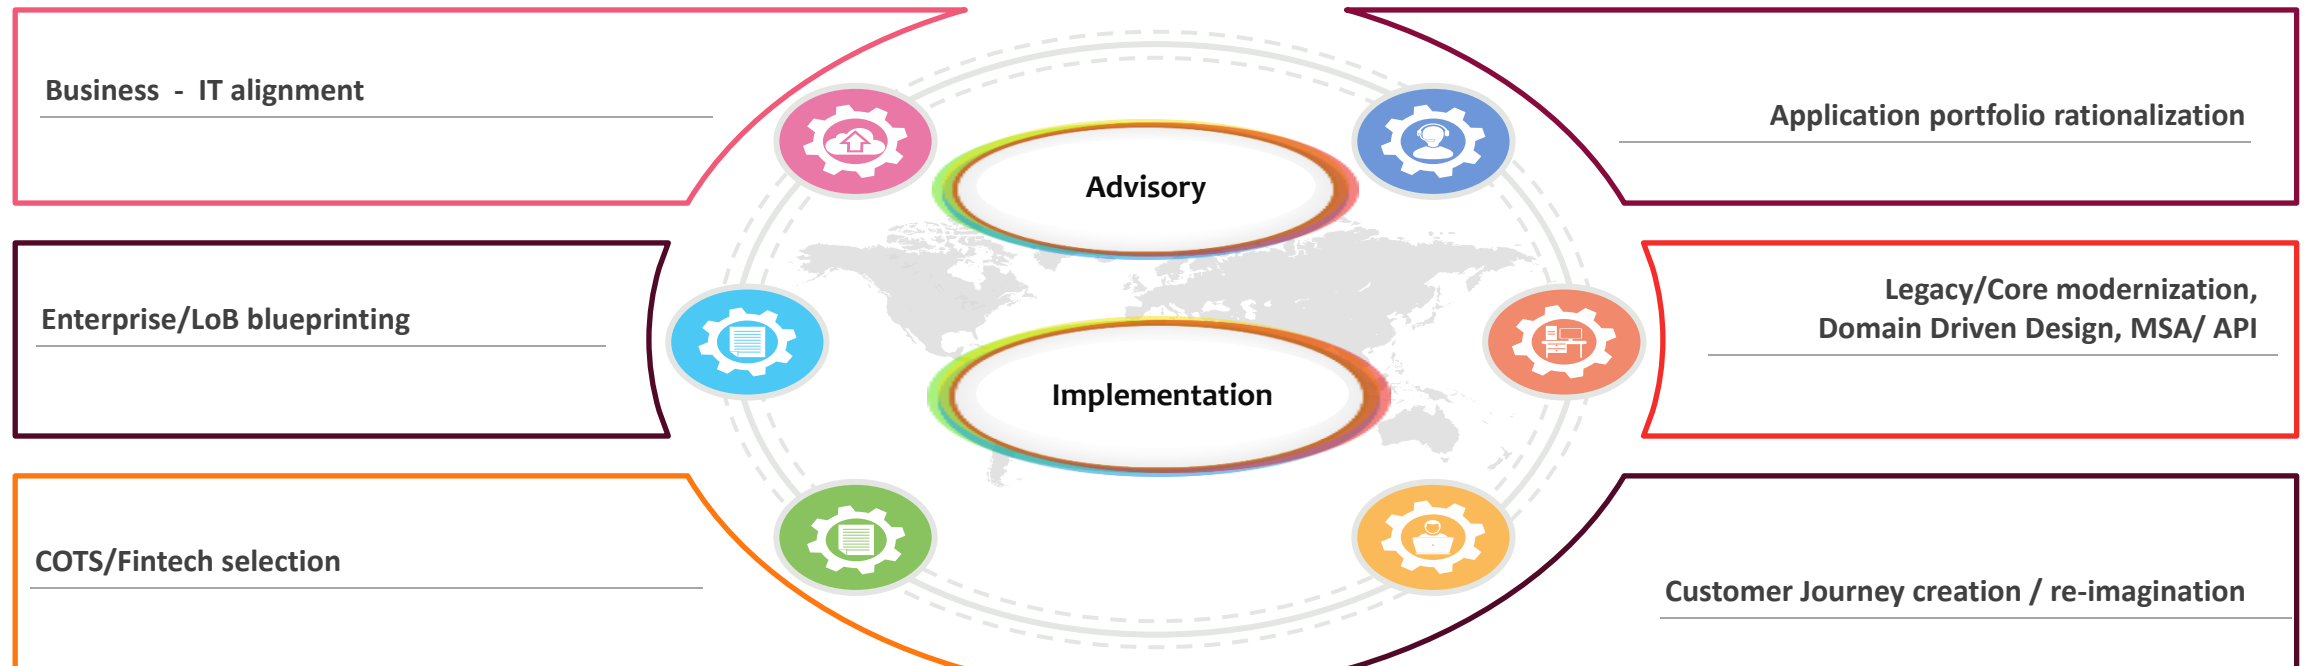 Business - IT alignment
Application portfolio rationalization
Advisory
Enterprise/LoB blueprinting
Legacy/Core modernization,
Domain Driven Design, MSA/ API
Implementation
COTS/Fintech selection
Customer Journey creation / re-imagination